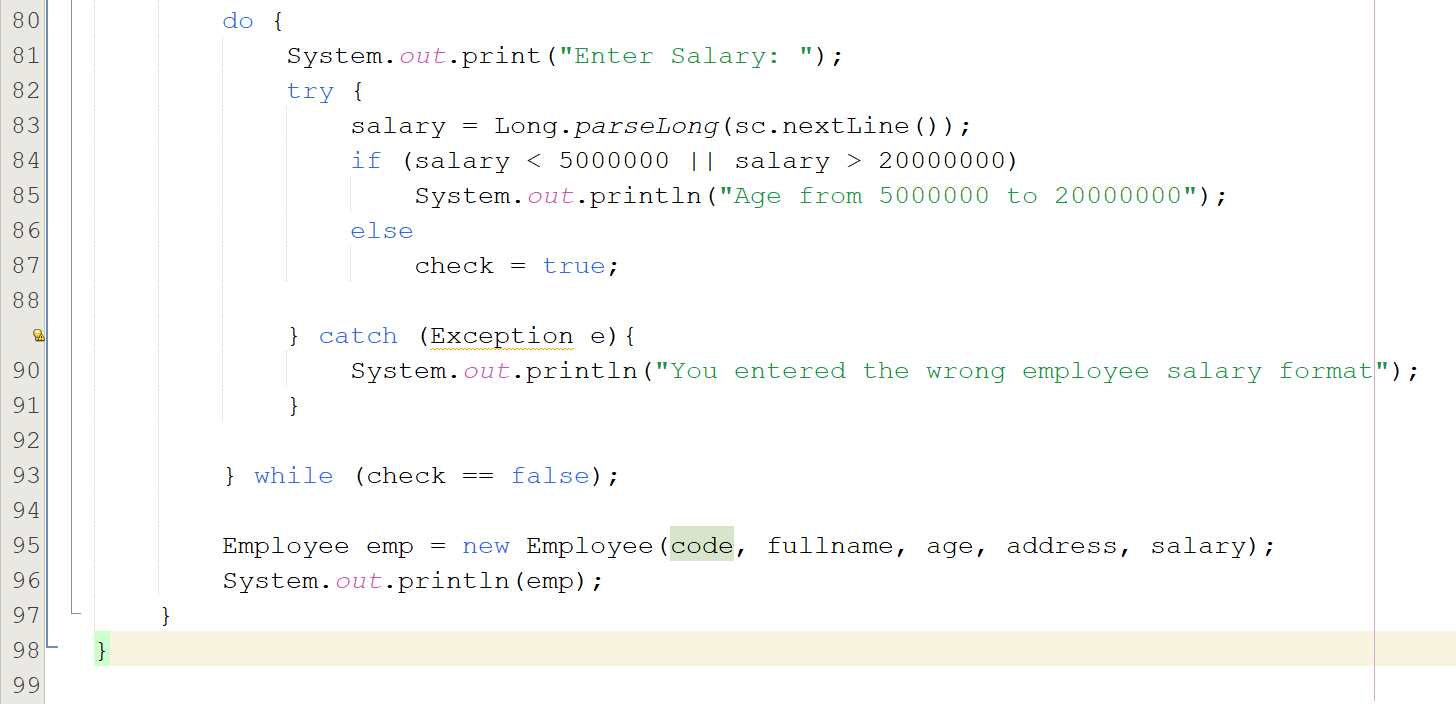 80 do {
81 System.out.print("Enter Salary: ");
82 try {
83 salary = Long.parseLong(sc.nextLine());
84 if (salary < 5000000 || salary > 20000000)
85 System.out.println("Age from 5000000 to 20000000");
86 else
87 check = true;
88
} catch (Exception e){
90 System.out.println("You entered the wrong employee salary format");
91 }
92
93 } while (check == false);
94
95 Employee emp = new Employee(code, fullname, age, address, salary);
96 System.out.println(emp);
97 }
98 }
99